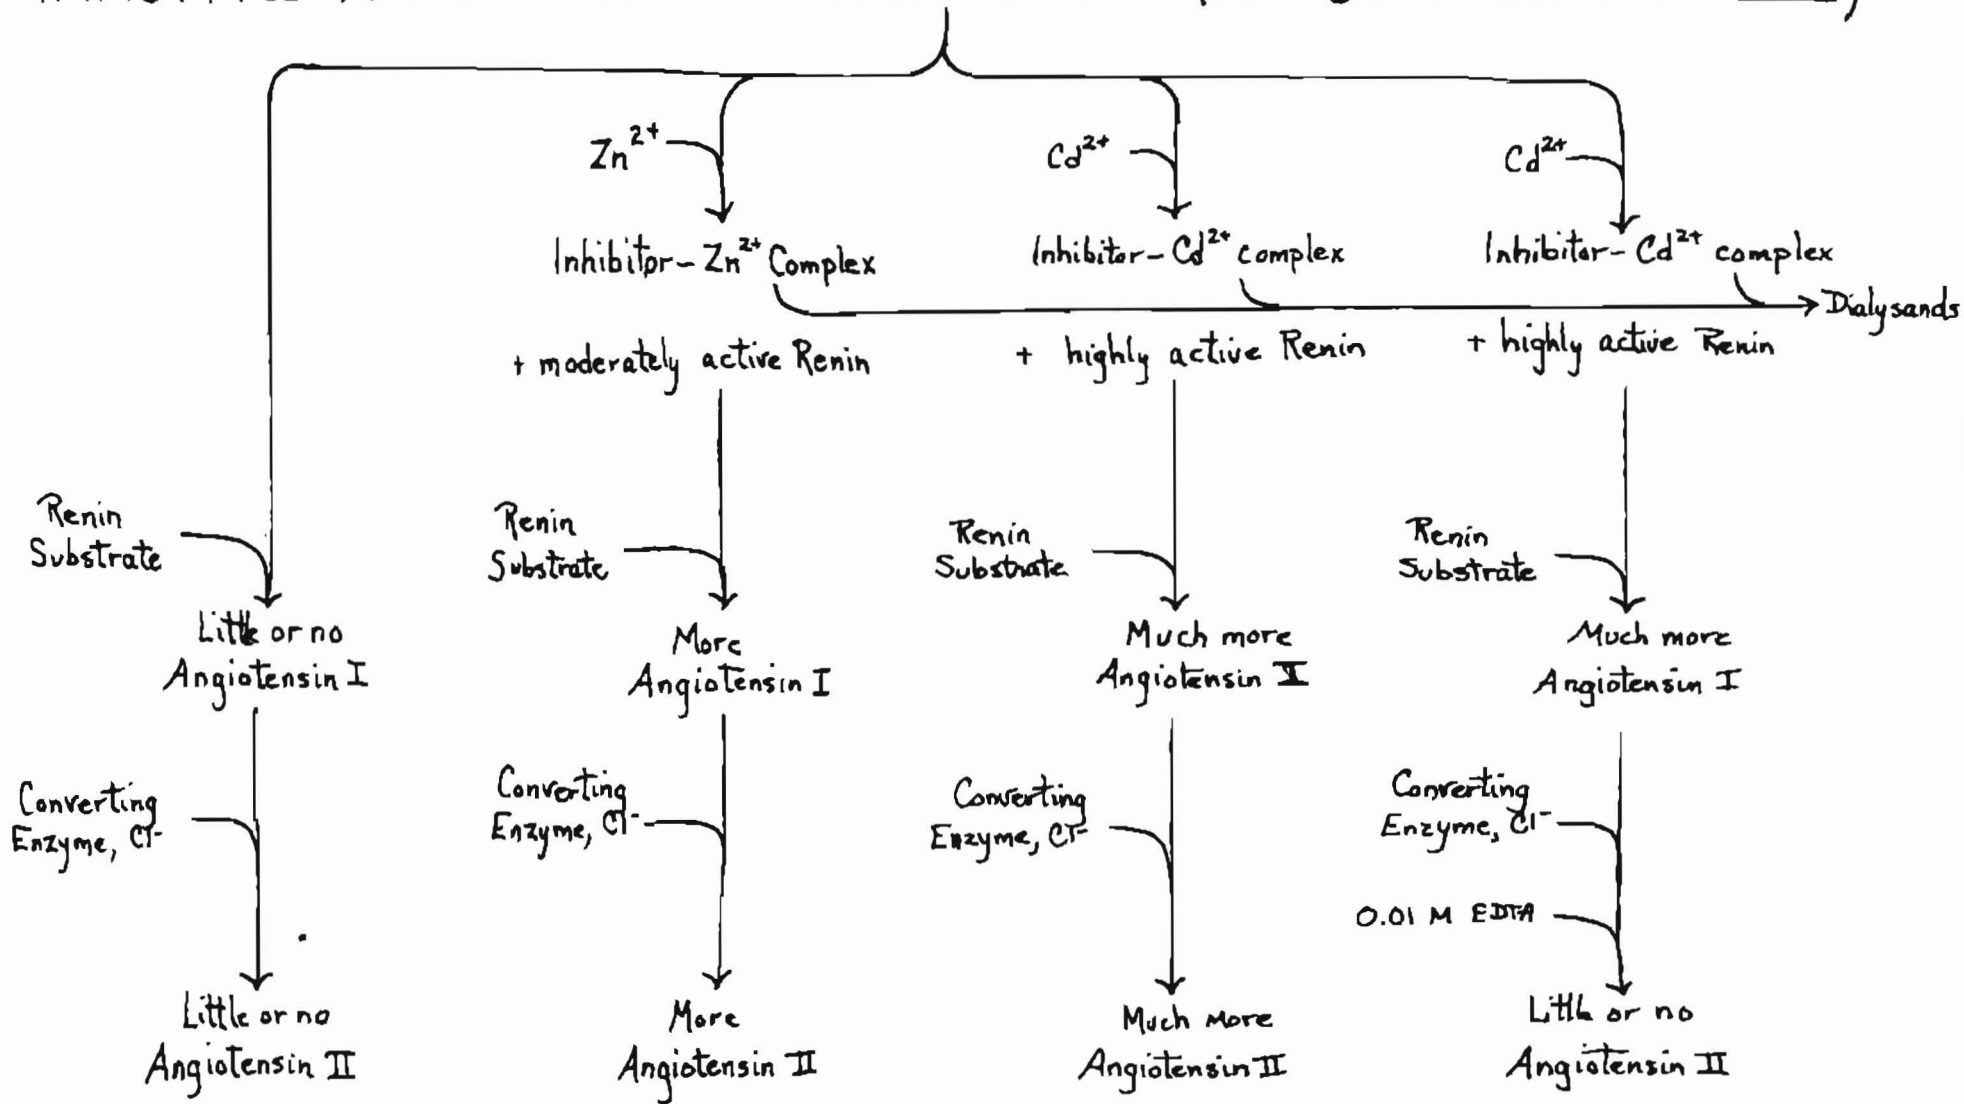 Zn²⁺
Cd²⁺
Cd²⁺
Inhibitor-Zn²⁺ Complex
Inhibitor-Cd²⁺ complex
Inhibitor-Cd²⁺ complex
Dialysands
+ moderately active Renin
+ highly active Renin
+ highly active Renin
Renin
Substrate
Renin
Substrate
Renin
Substrate
Renin
Substrate
Little or no
Angiotensin I
More
Angiotensin I
Much more
Angiotensin I
Much more
Angiotensin I
Converting
Enzyme, Cl⁻
Converting
Enzyme, Cl⁻
Converting
Enzyme, Cl⁻
Converting
Enzyme, Cl⁻
0.01 M EDTA
Little or no
Angiotensin II
More
Angiotensin II
Much More
Angiotensin II
Little or no
Angiotensin II